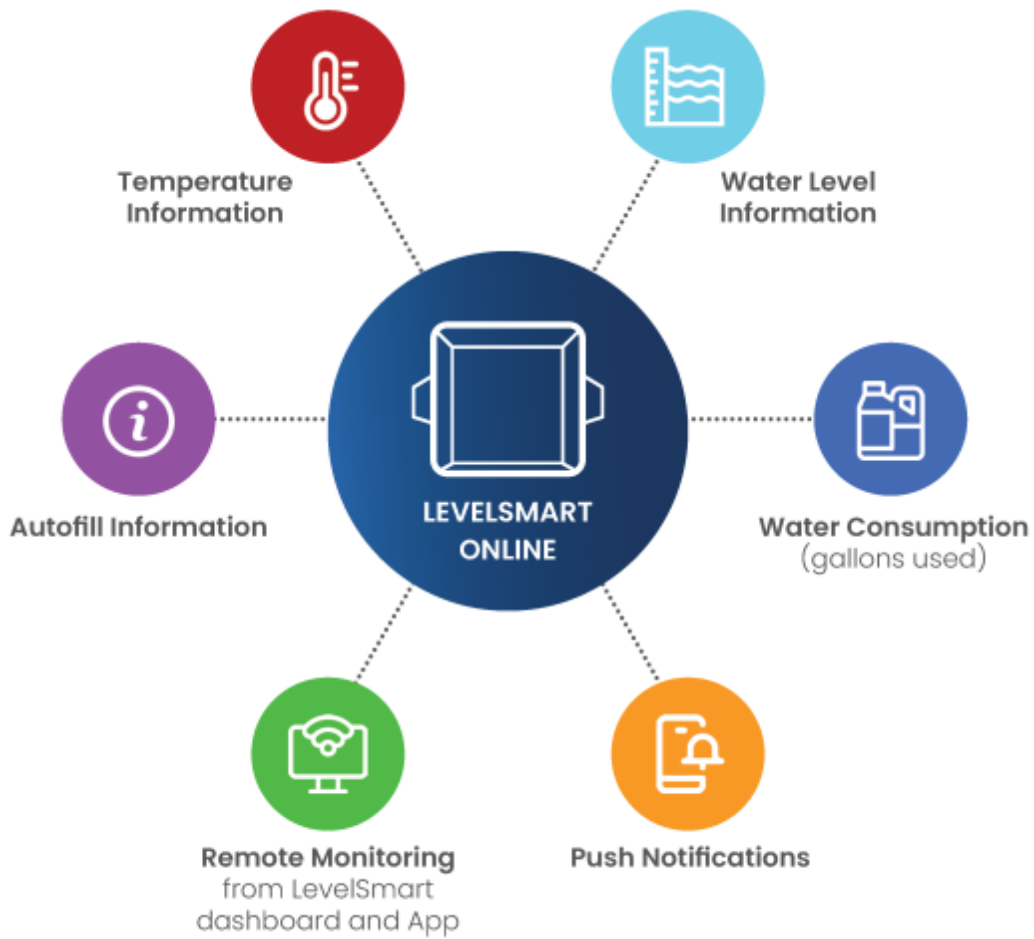 Temperature
Information
Water Level
Information
LEVELSMART
ONLINE
Autofill Information
Water Consumption
(gallons used)
Remote Monitoring
from LevelSmart
dashboard and App
Push Notifications